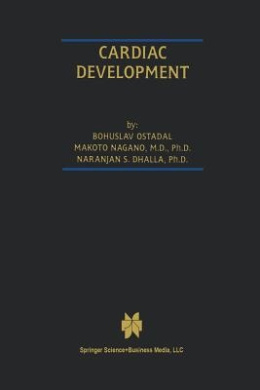 CARDIAC
DEVELOPMENT
by:
BOHUSLAV OSTADAL
MAKOTO NAGANO, M.D., Ph.D.
NARANJAN S. DHALLA, Ph.D.
Springer Science+Business Media, LLC